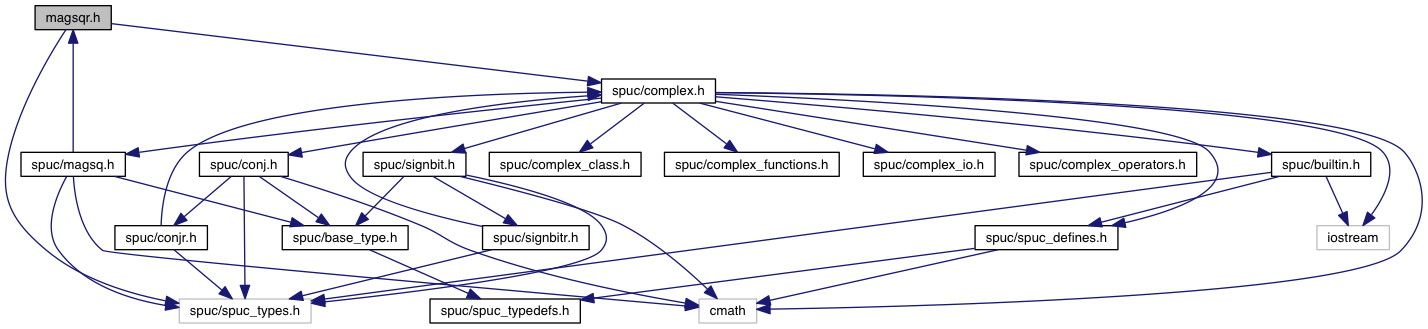 magsqr.h
spuc/complex.h
spuc/magsq.h
spuc/conj.h
spuc/signbit.h
spuc/complex_class.h
spuc/complex_functions.h
spuc/complex_io.h
spuc/complex_operators.h
spuc/builtin.h
spuc/conjr.h
spuc/base_type.h
spuc/signbitr.h
spuc/spuc_defines.h
iostream
spuc/spuc_types.h
spuc/spuc_typedefs.h
cmath